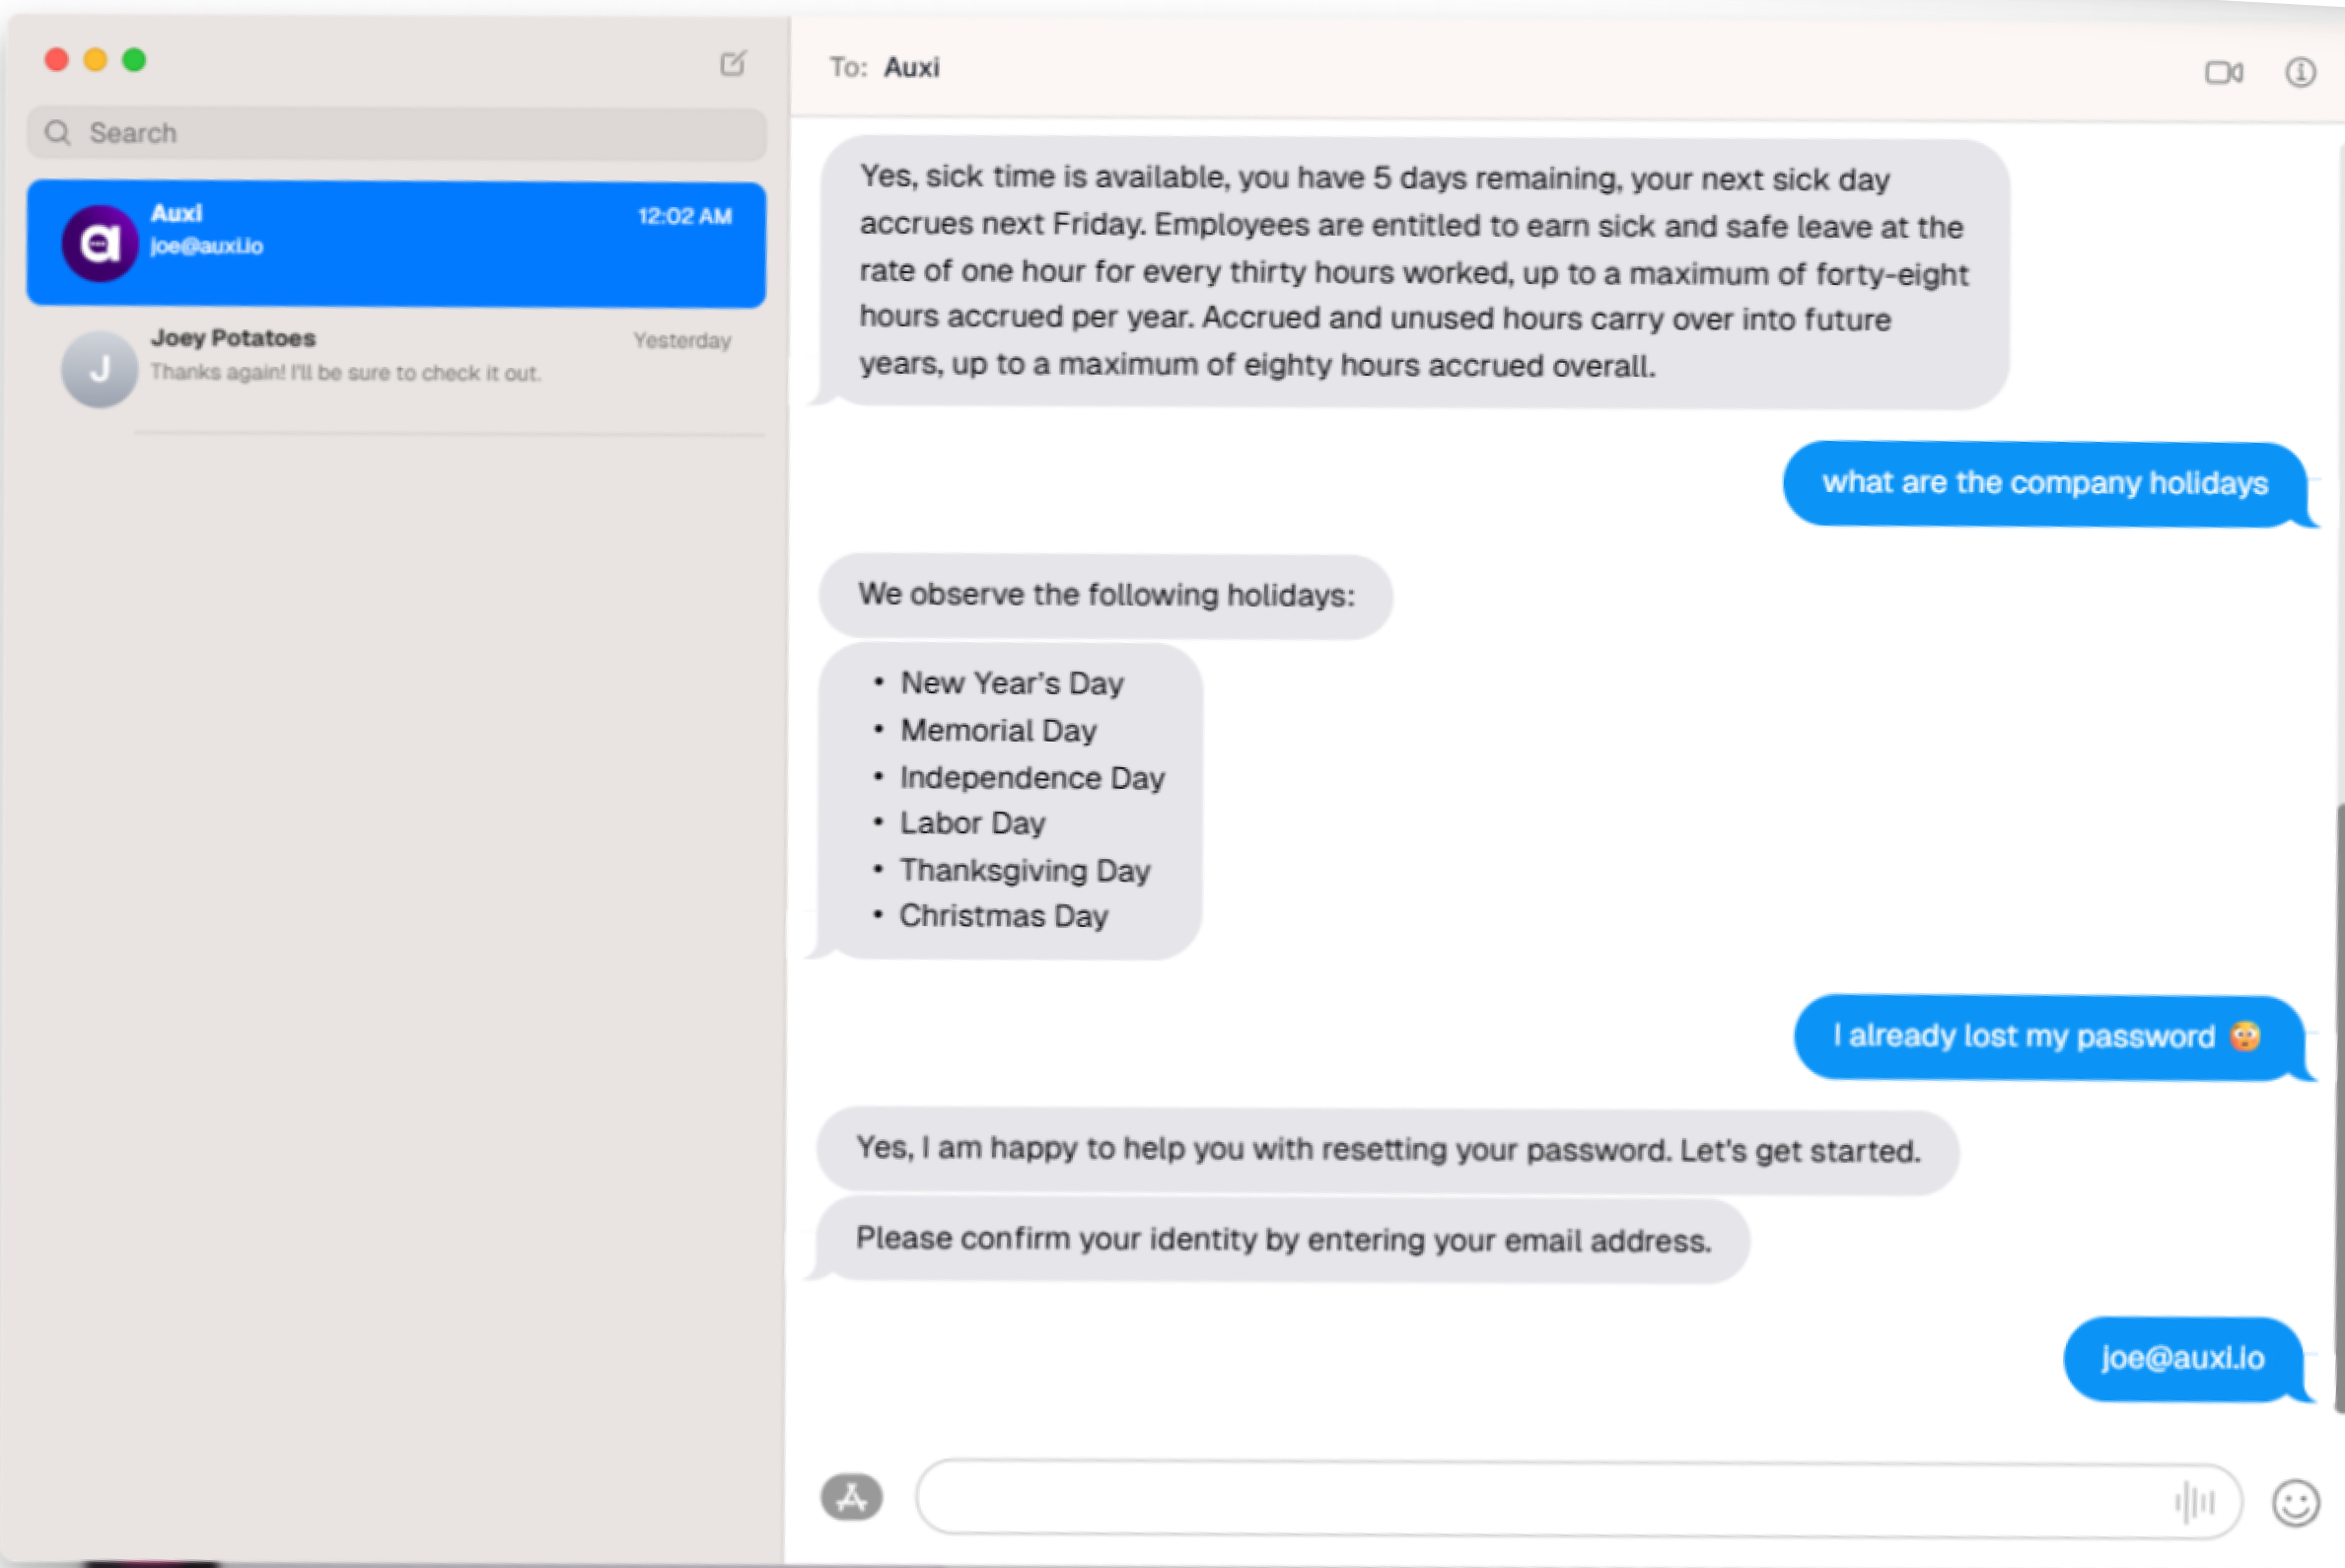 Search
Auxi
12:02 AM
joe@auxi.io
Joey Potatoes
Yesterday
Thanks again! I'll be sure to check it out.
To: Auxi
Yes, sick time is available, you have 5 days remaining, your next sick day
accrues next Friday. Employees are entitled to earn sick and safe leave at the
rate of one hour for every thirty hours worked, up to a maximum of forty-eight
hours accrued per year. Accrued and unused hours carry over into future
years, up to a maximum of eighty hours accrued overall.
what are the company holidays
We observe the following holidays:
• New Year’s Day
• Memorial Day
• Independence Day
• Labor Day
• Thanksgiving Day
• Christmas Day
I already lost my password 😳
Yes, I am happy to help you with resetting your password. Let's get started.
Please confirm your identity by entering your email address.
joe@auxi.io